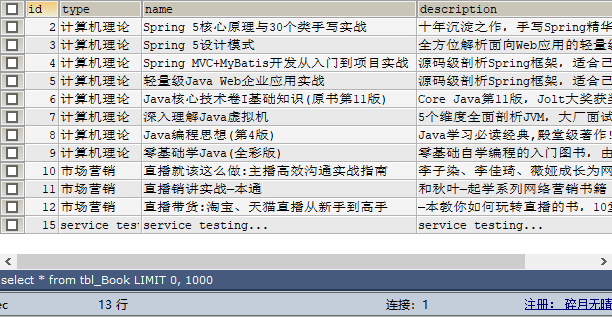 id type name description
2 计算机理论 Spring 5核心原理与30个类手写实战 十年沉淀之作，手写Spring精华
3 计算机理论 Spring 5设计模式 全方位解析面向Web应用的轻量级
4 计算机理论 Spring MVC+MyBatis开发从入门到项目实战 源码级剖析Spring框架，适合已
5 计算机理论 轻量级Java Web企业应用实战 源码级剖析Spring框架，适合已
6 计算机理论 Java核心技术卷I基础知识(原书第11版) Core Java第11版，Jolt大奖获
7 计算机理论 深入理解Java虚拟机 5个维度全面剖析JVM，大厂面试
8 计算机理论 Java编程思想(第4版) Java学习必读经典,殿堂级著作!
9 计算机理论 零基础学Java(全彩版) 零基础自学编程的入门图书，由
10 市场营销 直播就该这么做:主播高效沟通实战指南 李子柒、李佳琦、薇娅成长为网
11 市场营销 直播销讲实战一本通 和秋叶一起学系列网络营销书籍
12 市场营销 直播带货:淘宝、天猫直播从新手到高手 一本教你如何玩转直播的书，10
15 service test service testing... service testing...
select * from tbl_Book LIMIT 0, 1000
ec 13 行 连接: 1 注册: 碎月无晴